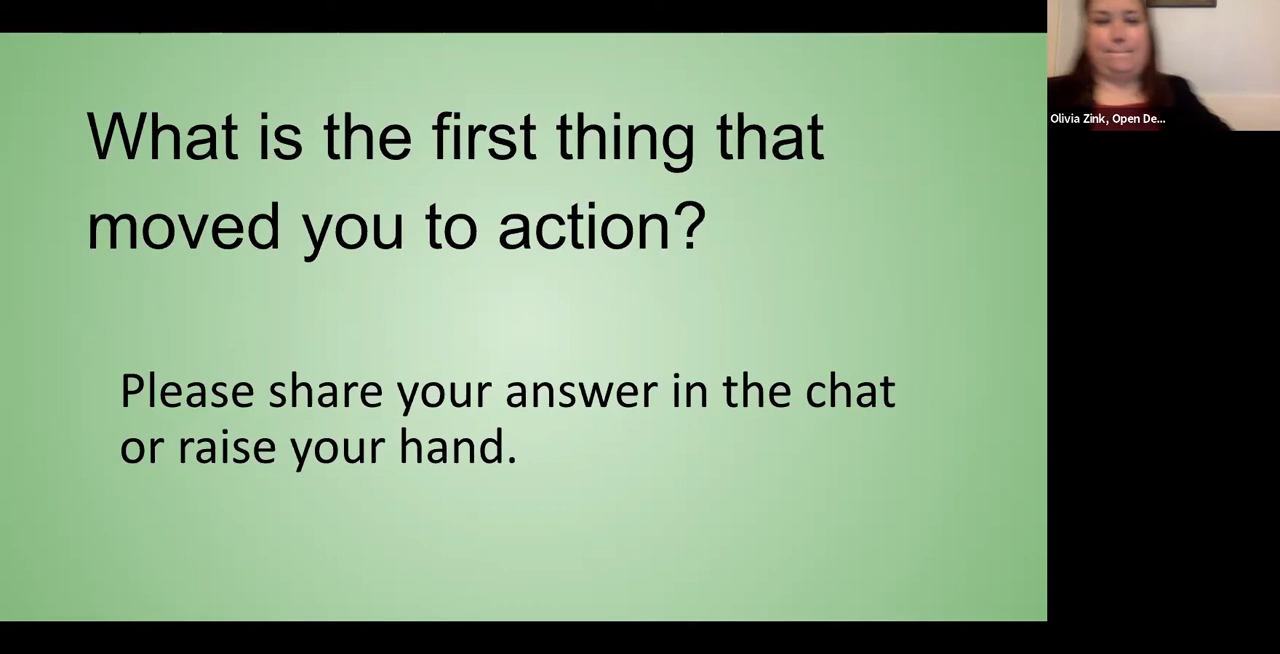 What is the first thing that
moved you to action?
Please share your answer in the chat
or raise your hand.
Olivia Zink, Open De...